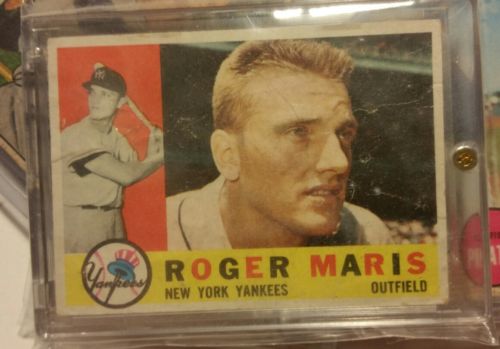 Yankees
ROGER MARIS
NEW YORK YANKEES OUTFIELD